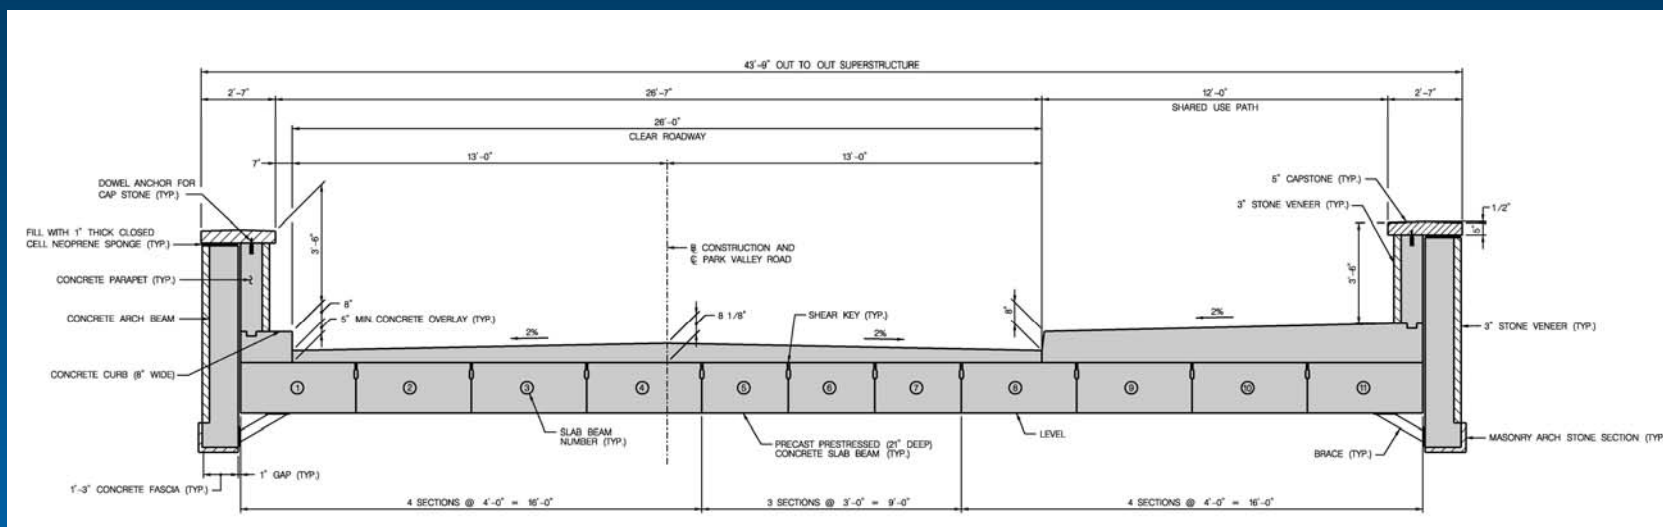 43'-9" OUT TO OUT SUPERSTRUCTURE
2'-7"
26'-7"
12'-0"
2'-7"
SHARED USE PATH
26'-0"
CLEAR ROADWAY
7"
13'-0"
13'-0"
DOWEL ANCHOR FOR
CAP STONE (TYP.)
5" CAPSTONE (TYP.)
3" STONE VENEER (TYP.)
1/2"
5"
FILL WITH 1" THICK CLOSED
CELL NEOPRENE SPONGE (TYP.)
3'-6"
℄ CONSTRUCTION AND
℄ PARK VALLEY ROAD
3'-6"
CONCRETE PARAPET (TYP.)
8"
8"
CONCRETE ARCH BEAM
5" MIN. CONCRETE OVERLAY (TYP.)
8 1/8"
SHEAR KEY (TYP.)
2%
2%
2%
3" STONE VENEER (TYP.)
CONCRETE CURB (8" WIDE)
1 2 3 4 5 6 7 8 9 10 11
SLAB BEAM
NUMBER (TYP.)
PRECAST PRESTRESSED (21" DEEP)
CONCRETE SLAB BEAM (TYP.)
LEVEL
BRACE (TYP.)
MASONRY ARCH STONE SECTION (TYP
1" GAP (TYP.)
1'-3" CONCRETE FASCIA (TYP.)
4 SECTIONS @ 4'-0" = 16'-0"
3 SECTIONS @ 3'-0" = 9'-0"
4 SECTIONS @ 4'-0" = 16'-0"